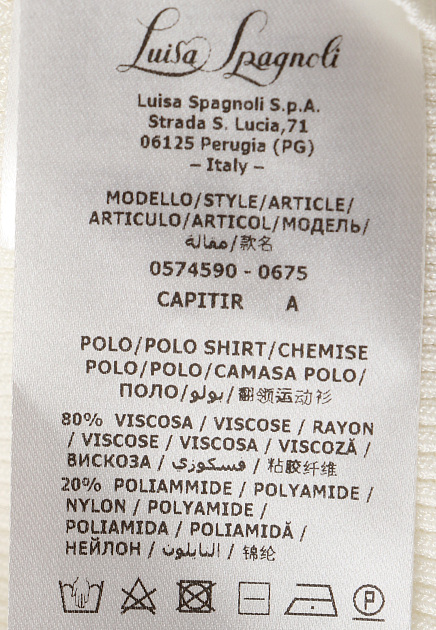 Luisa Spagnoli
Luisa Spagnoli S.p.A.
Strada S. Lucia,71
06125 Perugia (PG)
– Italy –
MODELLO/STYLE/ARTICLE/
ARTICULO/ARTICOL/МОДЕЛЬ/
مقالة/款名
0574590 - 0675
CAPITIR A
POLO/POLO SHIRT/CHEMISE
POLO/POLO/CAMASA POLO/
ПОЛО/بولو/翻领运动衫
80% VISCOSA / VISCOSE / RAYON
/ VISCOSE / VISCOSA / VISCOZĂ /
ВИСКОЗА / فسكوزي / 粘胶纤维
20% POLIAMMIDE / POLYAMIDE /
NYLON / POLYAMIDE /
POLIAMIDA / POLIAMIDĂ /
НЕЙЛОН / النايلون / 锦纶
P